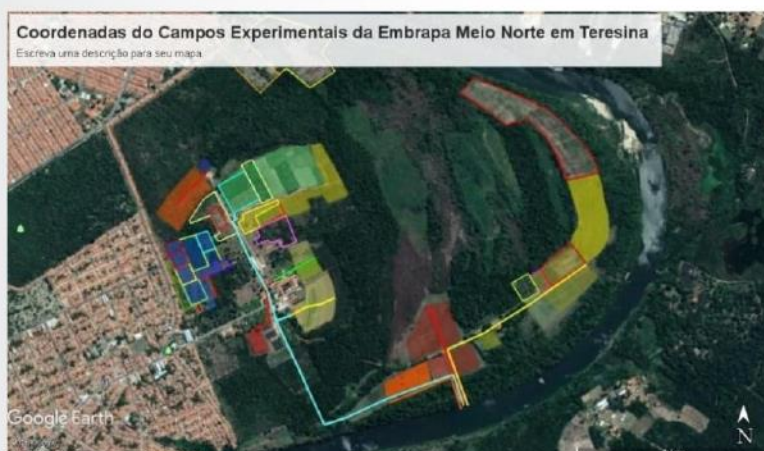 Coordenadas do Campos Experimentais da Embrapa Meio Norte em Teresina
Escreva uma descrição para seu mapa.
Google Earth
N